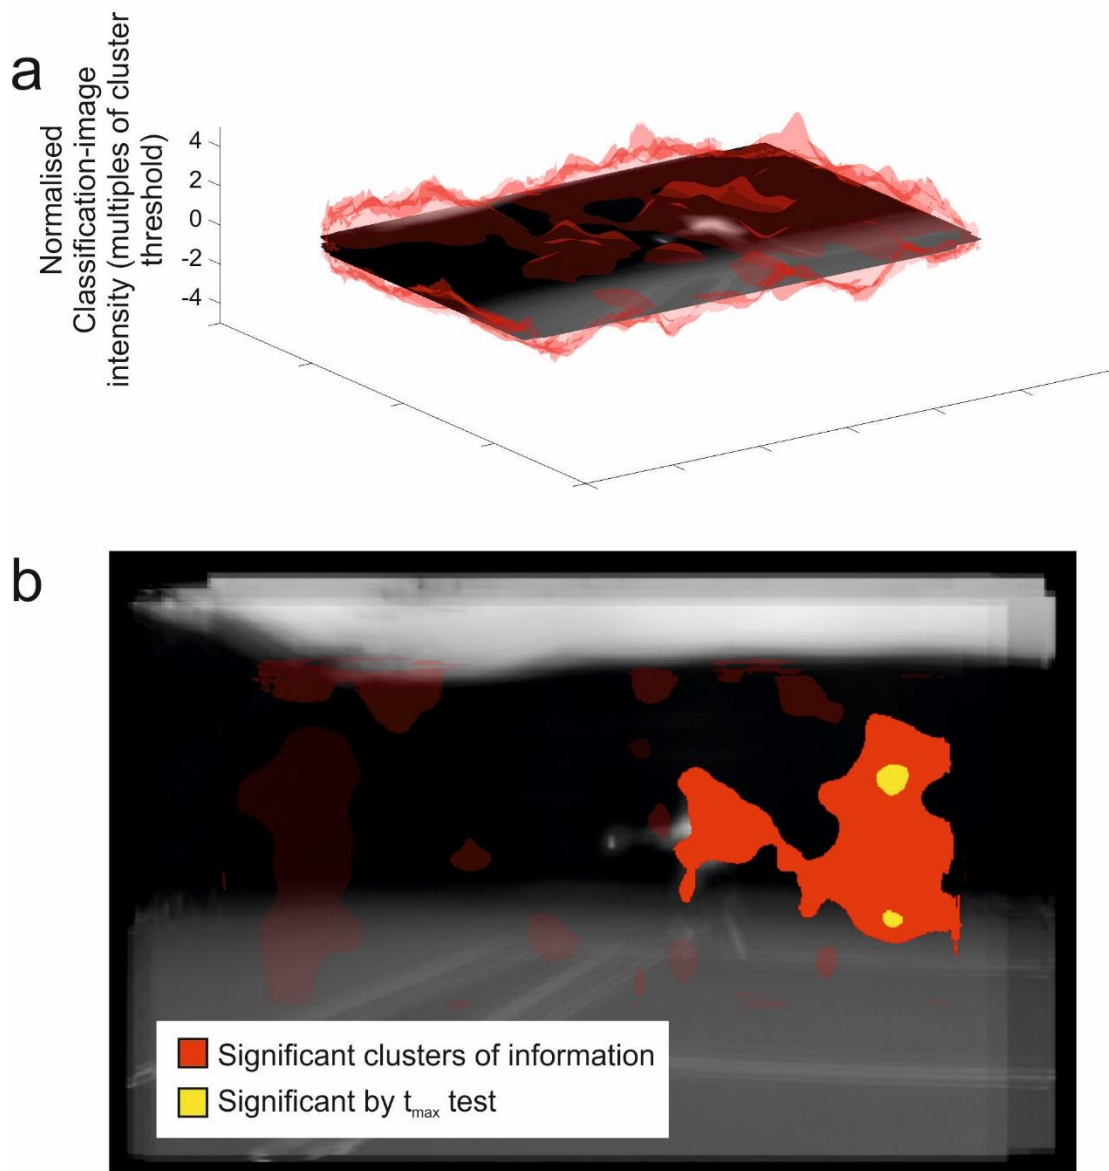 a
Normalised
Classification-image
intensity (multiples of cluster
threshold)
4
2
0
-2
-4
b
Significant clusters of information
Significant by tmax test